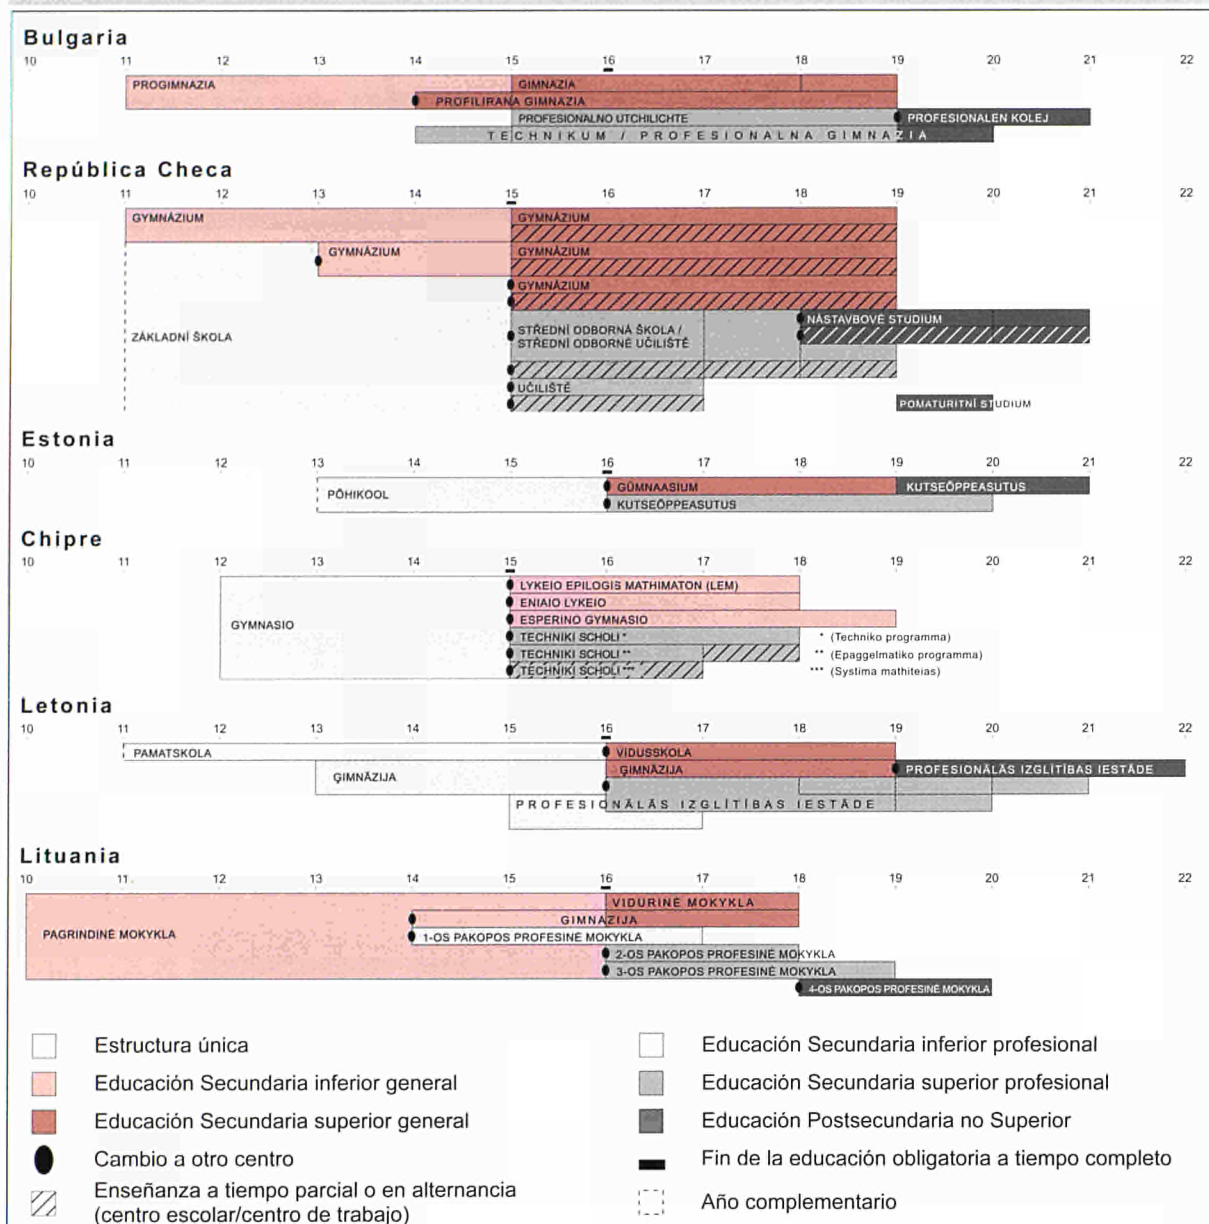 Bulgaria
10 11 12 13 14 15 16 17 18 19 20 21 22
PROGIMNAZIA GIMNAZIA
PROFILIRANA GIMNAZIA
PROFESIONALNO UTCHILICHTE PROFESIONALEN KOLEJ
TECHNIKUM / PROFESIONALNA GIMNAZIA
República Checa
10 11 12 13 14 15 16 17 18 19 20 21 22
GYMNÁZIUM GYMNÁZIUM
GYMNÁZIUM GYMNÁZIUM
GYMNÁZIUM
NÁSTAVBOVÉ STUDIUM
ZÁKLADNÍ ŠKOLA STŘEDNÍ ODBORNÁ ŠKOLA /
STŘEDNÍ ODBORNÉ UČILIŠTĚ
UČILIŠTĚ
POMATURITNÍ STUDIUM
Estonia
10 11 12 13 14 15 16 17 18 19 20 21 22
PÕHIKOOL GÜMNAASIUM KUTSEÕPPEASUTUS
KUTSEÕPPEASUTUS
Chipre
10 11 12 13 14 15 16 17 18 19 20 21 22
LYKEIO EPILOGIS MATHIMATON (LEM)
ENIAIO LYKEIO
GYMNASIO ESPERINO GYMNASIO
TECHNIKI SCHOLI * * (Techniko programma)
TECHNIKI SCHOLI ** ** (Epaggelmatiko programma)
TECHNIKI SCHOLI *** *** (Systima mathiteias)
Letonia
10 11 12 13 14 15 16 17 18 19 20 21 22
PAMATSKOLA VIDUSSKOLA
ĢIMNĀZIJA ĢIMNĀZIJA PROFESIONĀLĀS IZGLĪTĪBAS IESTĀDE
PROFESIONĀLĀS IZGLĪTĪBAS IESTĀDE
Lituania
10 11 12 13 14 15 16 17 18 19 20 21 22
VIDURINĖ MOKYKLA
GIMNAZIJA
PAGRINDINĖ MOKYKLA 1-OS PAKOPOS PROFESINĖ MOKYKLA
2-OS PAKOPOS PROFESINĖ MOKYKLA
3-OS PAKOPOS PROFESINĖ MOKYKLA
4-OS PAKOPOS PROFESINĖ MOKYKLA
Estructura única
Educación Secundaria inferior profesional
Educación Secundaria inferior general
Educación Secundaria superior profesional
Educación Secundaria superior general
Educación Postsecundaria no Superior
Cambio a otro centro
Fin de la educación obligatoria a tiempo completo
Enseñanza a tiempo parcial o en alternancia
(centro escolar/centro de trabajo)
Año complementario